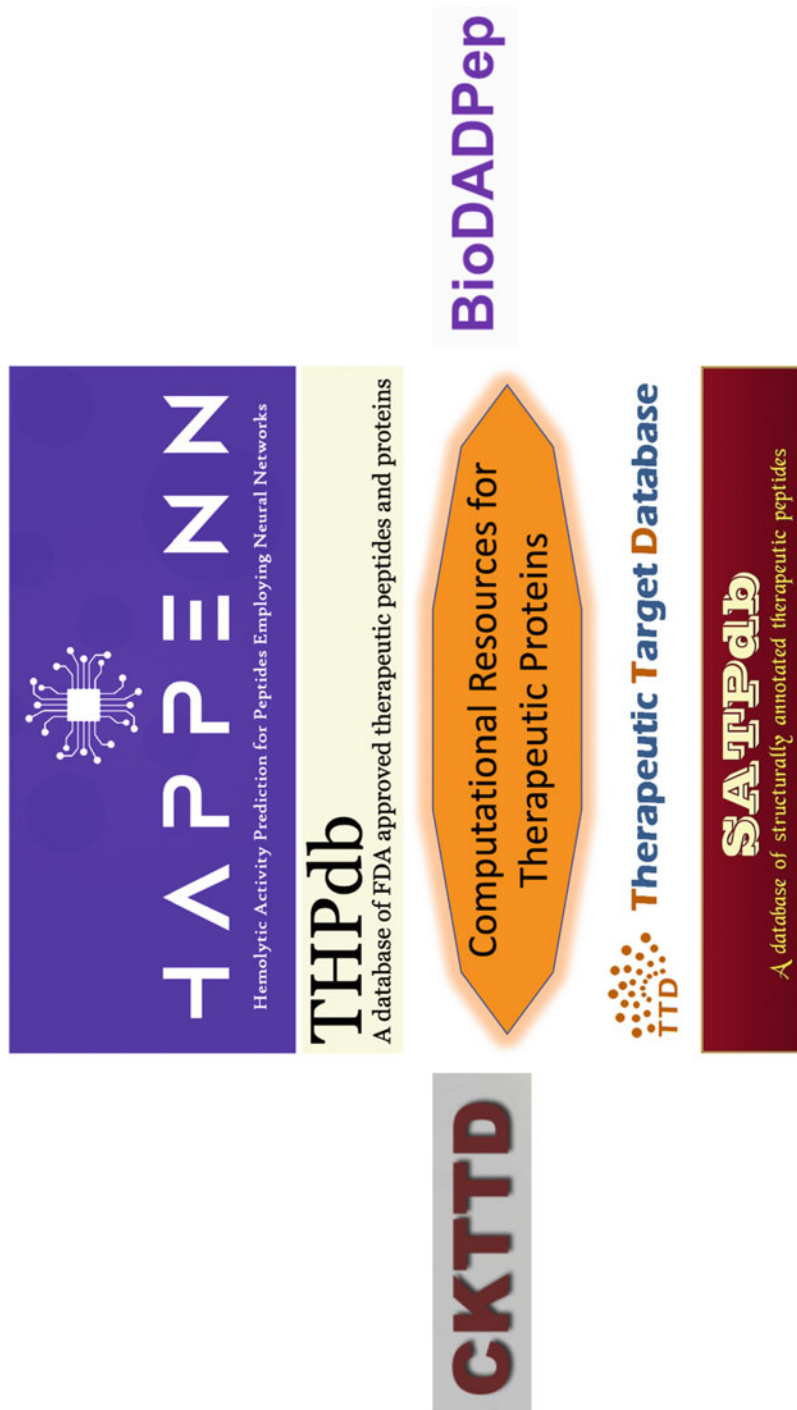 HAPPENN
Hemolytic Activity Prediction for Peptides Employing Neural Networks
THPdb
A database of FDA approved therapeutic peptides and proteins
CKTTD
Computational Resources for
Therapeutic Proteins
BioDADPep
TTD
Therapeutic Target Database
SATPdb
A database of structurally annotated therapeutic peptides